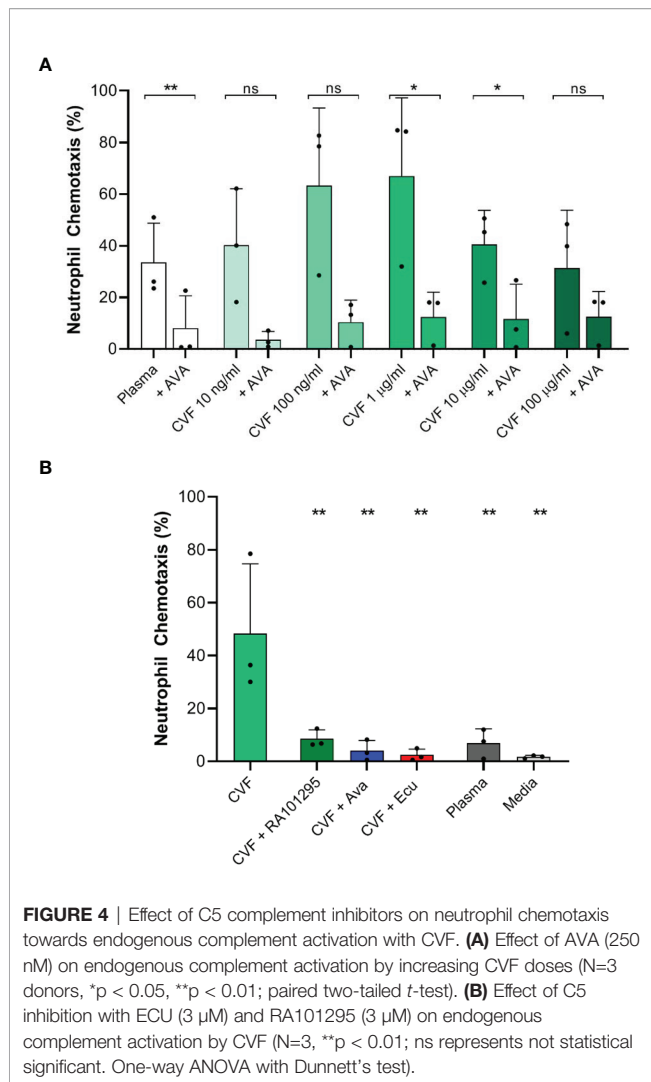 A
** ns ns * * ns
Neutrophil Chemotaxis (%)
100
80
60
40
20
0
Plasma
+ AVA
CVF 10 ng/ml
+ AVA
CVF 100 ng/ml
+ AVA
CVF 1 µg/ml
+ AVA
CVF 10 µg/ml
+ AVA
CVF 100 µg/ml
+ AVA
B
** ** ** ** **
Neutrophil Chemotaxis (%)
100
80
60
40
20
0
CVF
CVF + RA101295
CVF + Ava
CVF + Ecu
Plasma
Media
FIGURE 4 | Effect of C5 complement inhibitors on neutrophil chemotaxis
towards endogenous complement activation with CVF. (A) Effect of AVA (250
nM) on endogenous complement activation by increasing CVF doses (N=3
donors, *p < 0.05, **p < 0.01; paired two-tailed t-test). (B) Effect of C5
inhibition with ECU (3 µM) and RA101295 (3 µM) on endogenous
complement activation by CVF (N=3, **p < 0.01; ns represents not statistical
significant. One-way ANOVA with Dunnett's test).